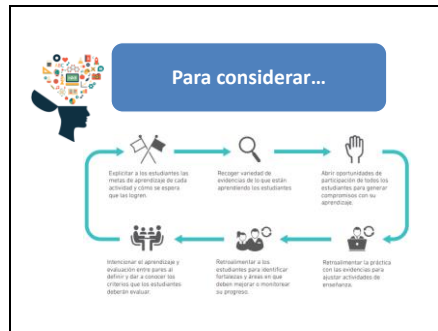 Para considerar...
Explicitar a los estudiantes las
metas de aprendizaje de cada
actividad y cómo se espera
que las logren.
Recoger variedad de
evidencias de lo que están
aprendiendo los estudiantes
Abrir oportunidades de
participación de todos los
estudiantes para generar
compromisos con su
aprendizaje.
Intencionar el aprendizaje y
evaluación entre pares al
definir y dar a conocer los
criterios que los estudiantes
deberán evaluar.
Retroalimentar a los
estudiantes para identificar
fortalezas y áreas en que
deben mejorar o monitorear
su progreso.
Retroalimentar la práctica
con las evidencias para
ajustar actividades de
enseñanza.